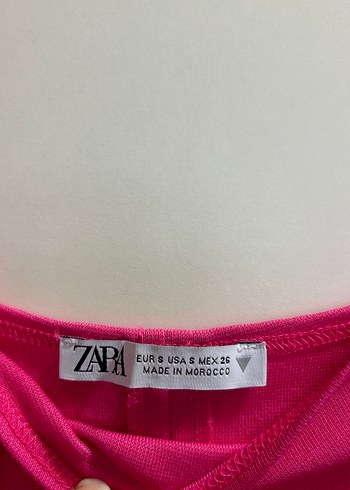 ZARA
EUR S USA S MEX 26
MADE IN MOROCCO